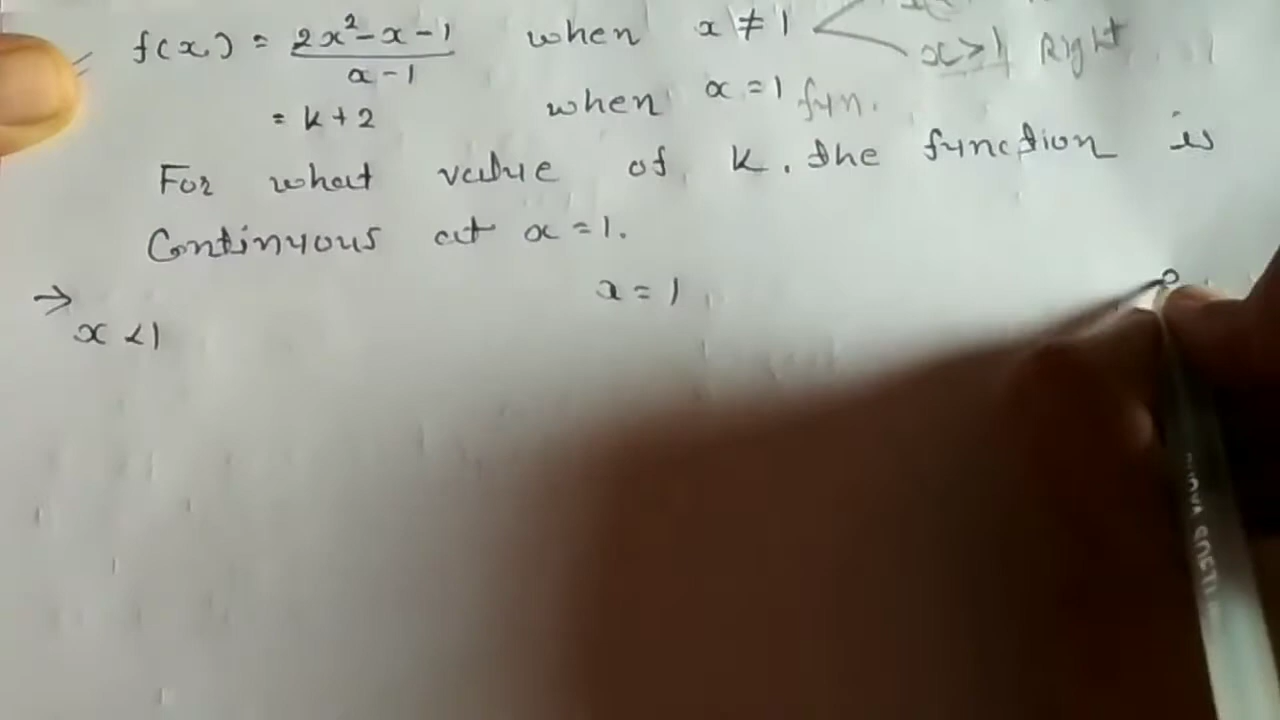 f(x) = 2x²-x-1 / x-1 when x ≠ 1
x>1 Right
= k+2 when x=1 fyn.
For what value of k. the function is
Continuous at x=1.
→ x<1 x=1